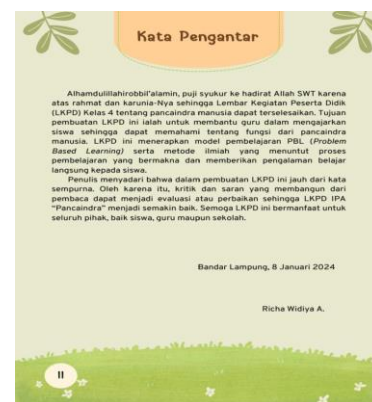 Kata Pengantar
Alhamdulillahirobbil'alamin, puji syukur ke hadirat Allah SWT karena
atas rahmat dan karunia-Nya sehingga Lembar Kegiatan Peserta Didik
(LKPD) Kelas 4 tentang pancaindra manusia dapat terselesaikan. Tujuan
pembuatan LKPD ini ialah untuk membantu guru dalam mengajarkan
siswa sehingga dapat memahami tentang fungsi dari pancaindra
manusia. LKPD ini menerapkan model pembelajaran PBL (Problem
Based Learning) serta metode ilmiah yang menuntut proses
pembelajaran yang bermakna dan memberikan pengalaman belajar
langsung kepada siswa.
Penulis menyadari bahwa dalam pembuatan LKPD ini jauh dari kata
sempurna. Oleh karena itu, kritik dan saran yang membangun dari
pembaca dapat menjadi evaluasi atau perbaikan sehingga LKPD IPA
"Pancaindra" menjadi semakin baik. Semoga LKPD ini bermanfaat untuk
seluruh pihak, baik siswa, guru maupun sekolah.
Bandar Lampung, 8 Januari 2024
Richa Widiya A.
II